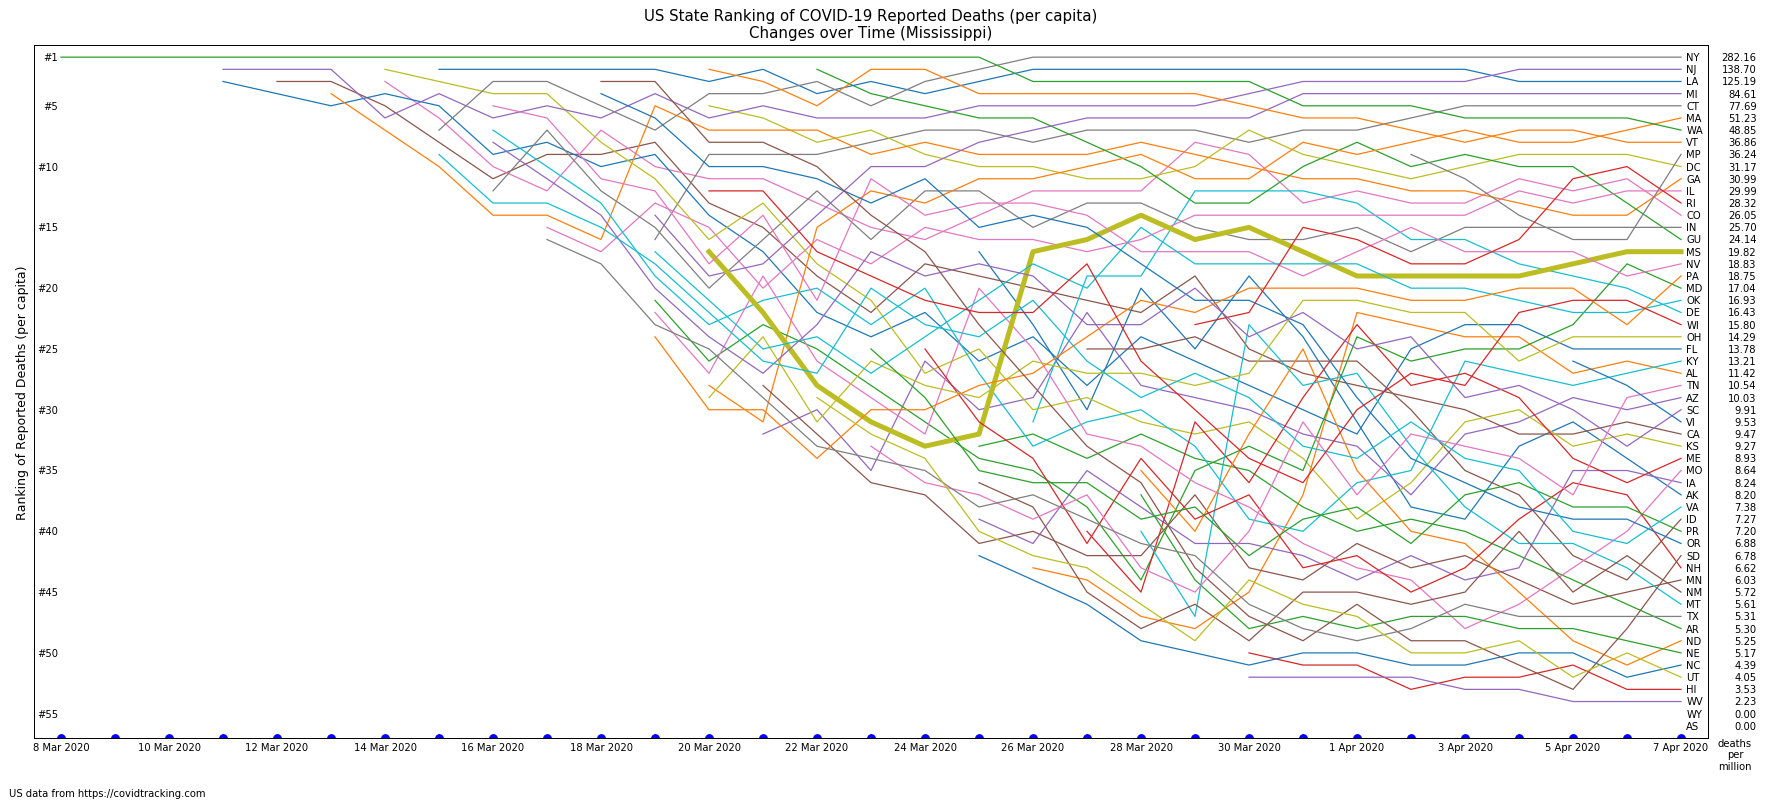 US State Ranking of COVID-19 Reported Deaths (per capita)
Changes over Time (Mississippi)
Ranking of Reported Deaths (per capita)
#1
#5
#10
#15
#20
#25
#30
#35
#40
#45
#50
#55
NY 282.16
NJ 138.70
LA 125.19
MI 84.61
CT 77.69
MA 51.23
WA 48.85
VT 36.86
MP 36.24
DC 31.17
GA 30.99
IL 29.99
RI 28.32
CO 26.05
IN 25.70
GU 24.14
MS 19.82
NV 18.83
PA 18.75
MD 17.04
OK 16.93
DE 16.43
WI 15.80
OH 14.29
FL 13.78
KY 13.21
AL 11.42
TN 10.54
AZ 10.03
SC 9.91
VI 9.53
CA 9.47
KS 9.27
ME 8.93
MO 8.64
IA 8.24
AK 8.20
VA 7.38
ID 7.27
PR 7.20
OR 6.88
SD 6.78
NH 6.62
MN 6.03
NM 5.72
MT 5.61
TX 5.31
AR 5.30
ND 5.25
NE 5.17
NC 4.39
UT 4.05
HI 3.53
WV 2.23
WY 0.00
AS 0.00
8 Mar 2020 10 Mar 2020 12 Mar 2020 14 Mar 2020 16 Mar 2020 18 Mar 2020 20 Mar 2020 22 Mar 2020 24 Mar 2020 26 Mar 2020 28 Mar 2020 30 Mar 2020 1 Apr 2020 3 Apr 2020 5 Apr 2020 7 Apr 2020
deaths
per
million
US data from https://covidtracking.com